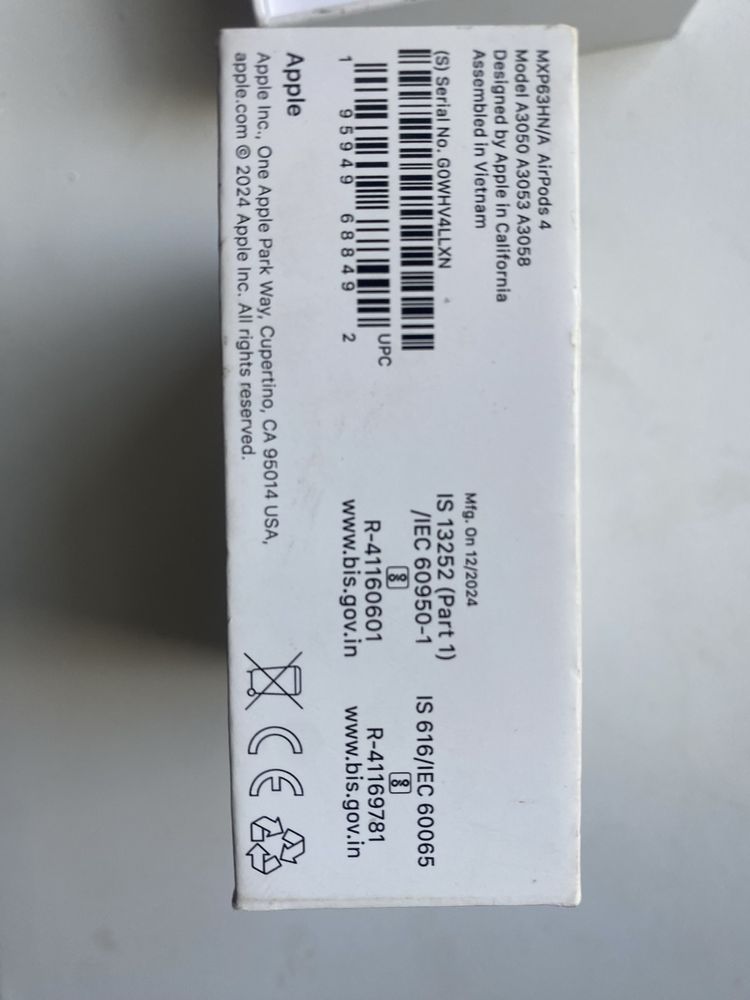 MXP63HN/A AirPods 4
Model A3050 A3053 A3058
Designed by Apple in California
Assembled in Vietnam
(S) Serial No. G0WHV4LLXN
UPC
1 95949 68849 2
Apple
Apple Inc., One Apple Park Way, Cupertino, CA 95014 USA,
apple.com © 2024 Apple Inc. All rights reserved.
Mfg. On 12/2024
IS 13252 (Part 1)
/IEC 60950-1
R-41160601
www.bis.gov.in
IS 616/IEC 60065
R-41169781
www.bis.gov.in
CE